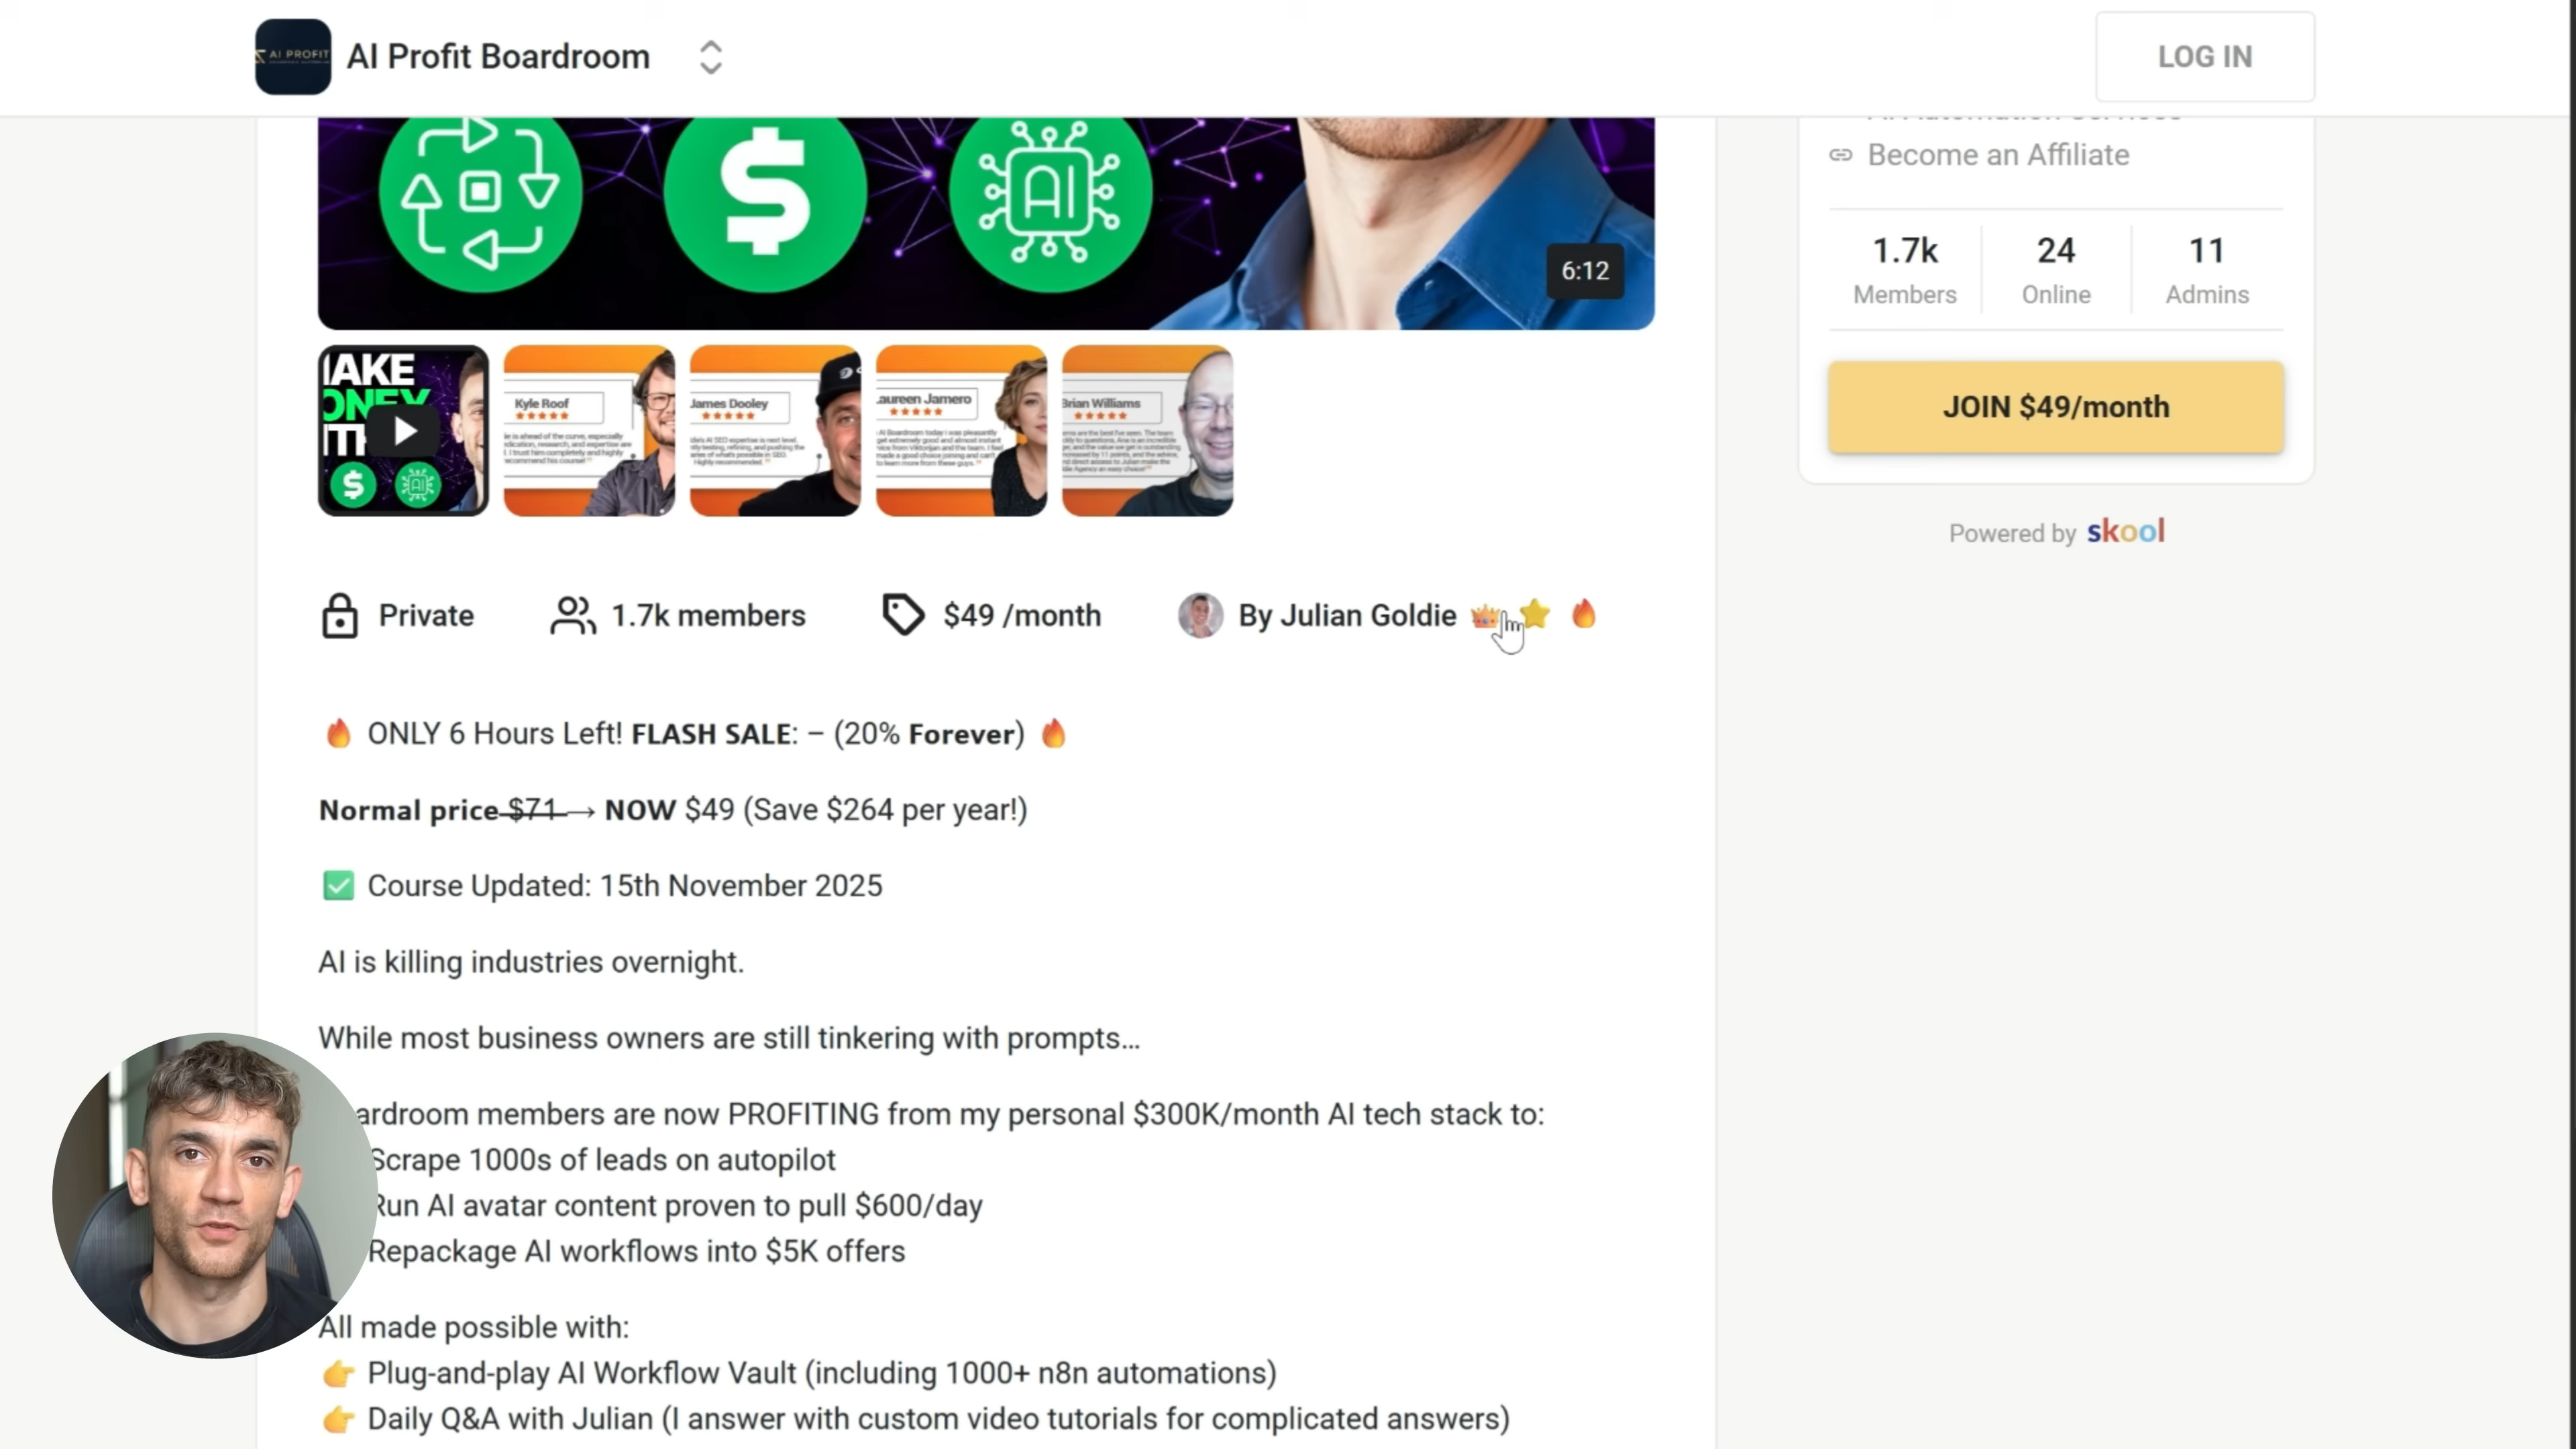 AI PROFIT
AI Profit Boardroom
LOG IN
Become an Affiliate
6:12
1.7k
Members
24
Online
11
Admins
JOIN $49/month
Powered by skool
Kyle Roof
James Dooley
aureen Jamero
Brian Williams
Private
1.7k members
$49 /month
By Julian Goldie 👑 ⭐ 🔥
🔥 ONLY 6 Hours Left! FLASH SALE: – (20% Forever) 🔥
Normal price $71 → NOW $49 (Save $264 per year!)
✅ Course Updated: 15th November 2025
AI is killing industries overnight.
While most business owners are still tinkering with prompts…
ardroom members are now PROFITING from my personal $300K/month AI tech stack to:
Scrape 1000s of leads on autopilot
Run AI avatar content proven to pull $600/day
Repackage AI workflows into $5K offers
All made possible with:
👉 Plug-and-play AI Workflow Vault (including 1000+ n8n automations)
👉 Daily Q&A with Julian (I answer with custom video tutorials for complicated answers)